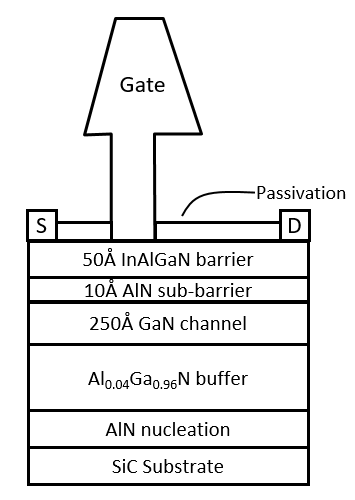 Gate
Passivation
S
D
50Å InAlGaN barrier
10Å AlN sub-barrier
250Å GaN channel
Al₀.₀₄Ga₀.₉₆N buffer
AlN nucleation
SiC Substrate